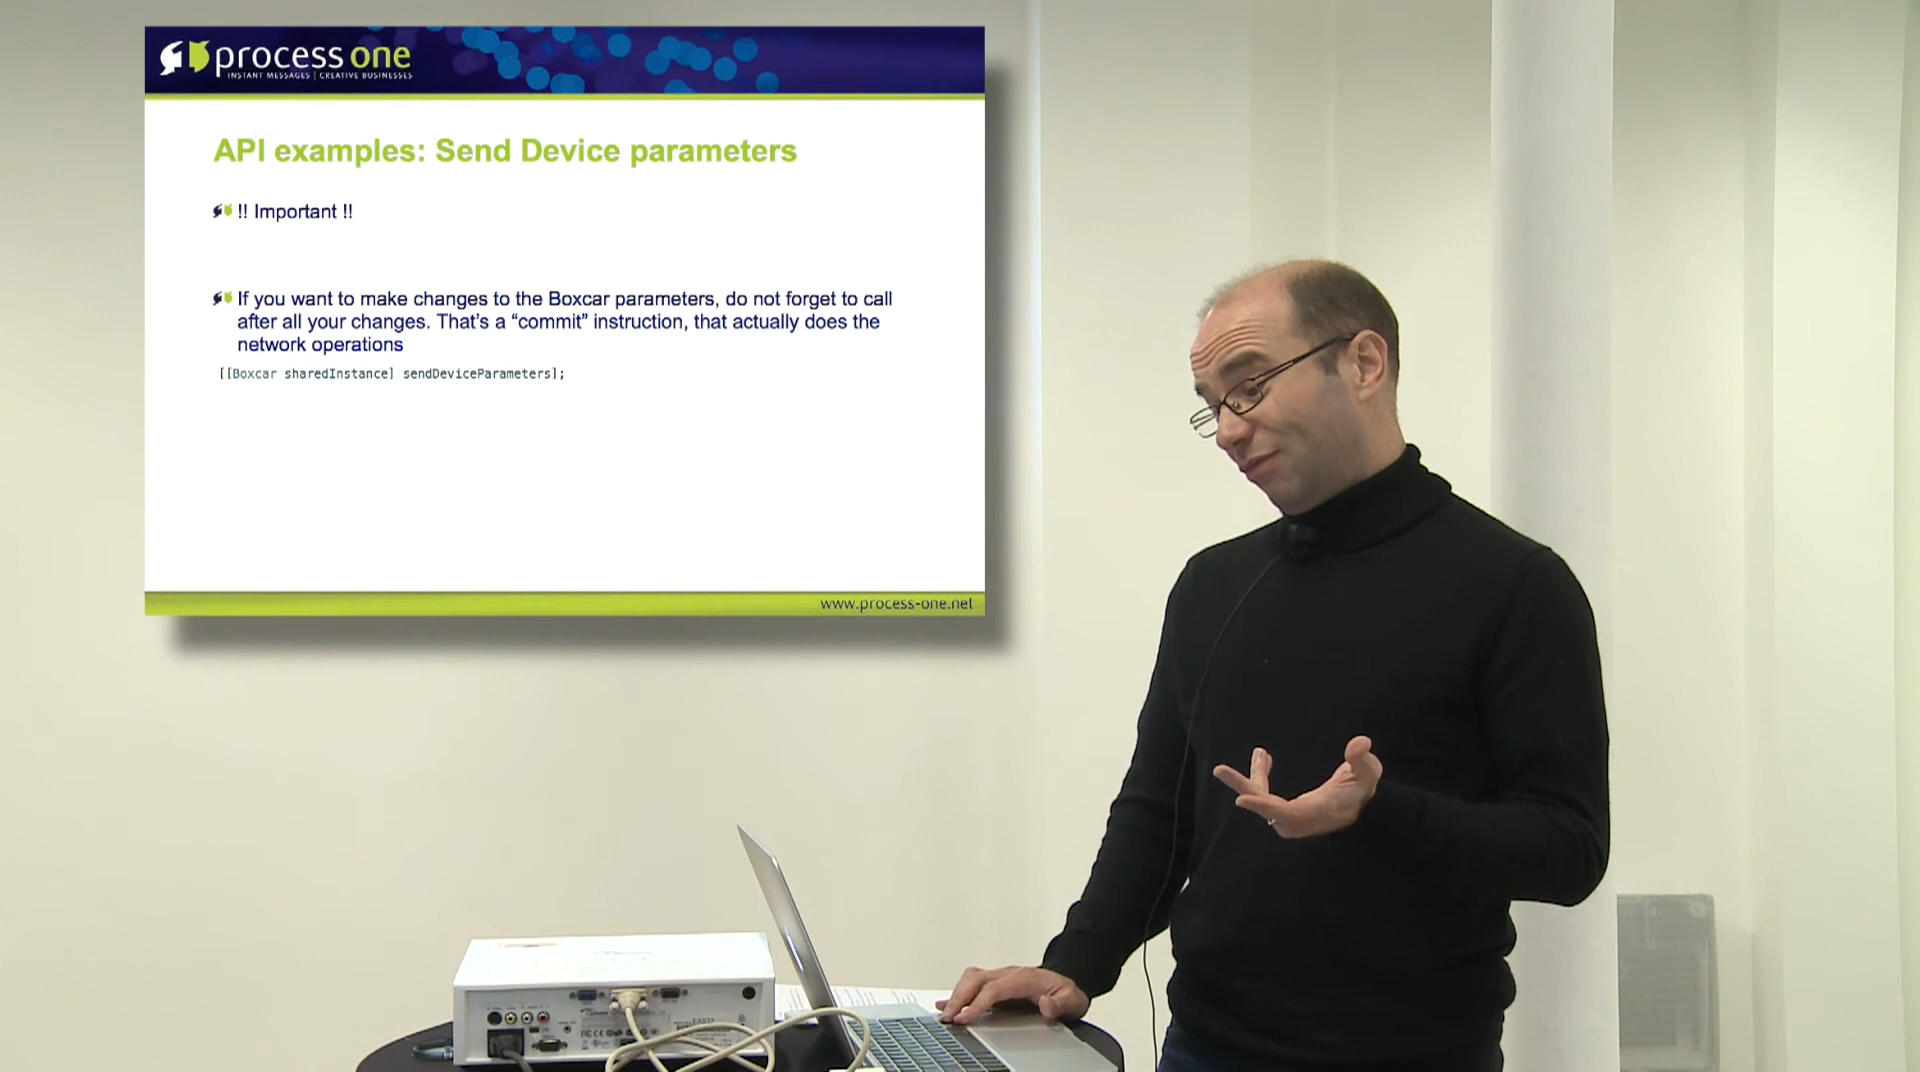 process one
INSTANT MESSAGES | CREATIVE BUSINESSES
API examples: Send Device parameters
!! Important !!
If you want to make changes to the Boxcar parameters, do not forget to call
after all your changes. That's a “commit” instruction, that actually does the
network operations
[[Boxcar sharedInstance] sendDeviceParameters];
www.process-one.net